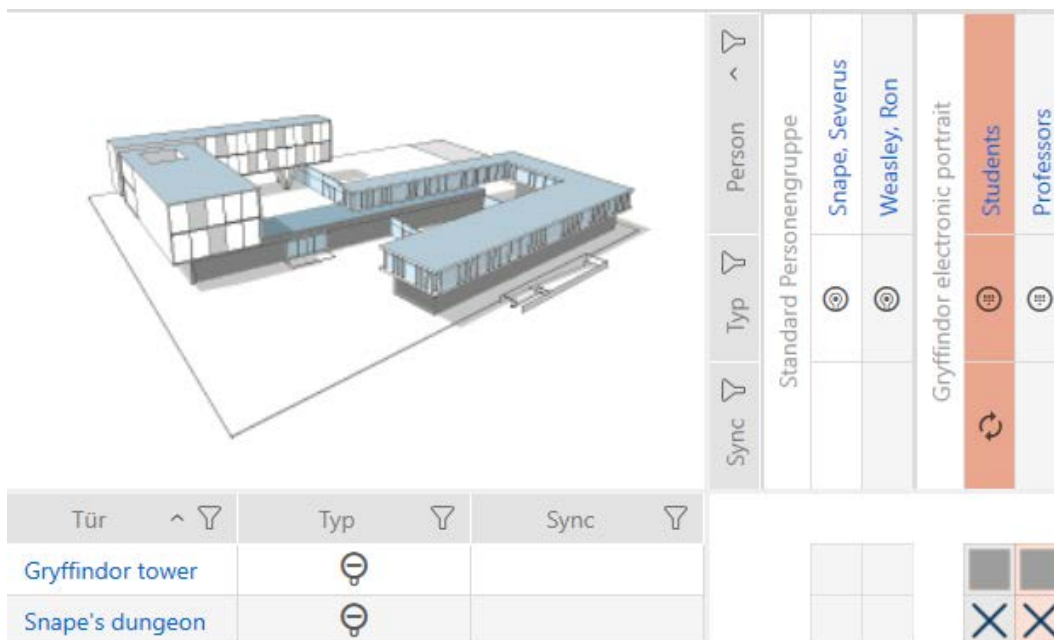 Person
Typ
Sync
Standard Personengruppe
Snape, Severus
Weasley, Ron
Gryffindor electronic portrait
Students
Professors
Tür
Typ
Sync
Gryffindor tower
Snape's dungeon